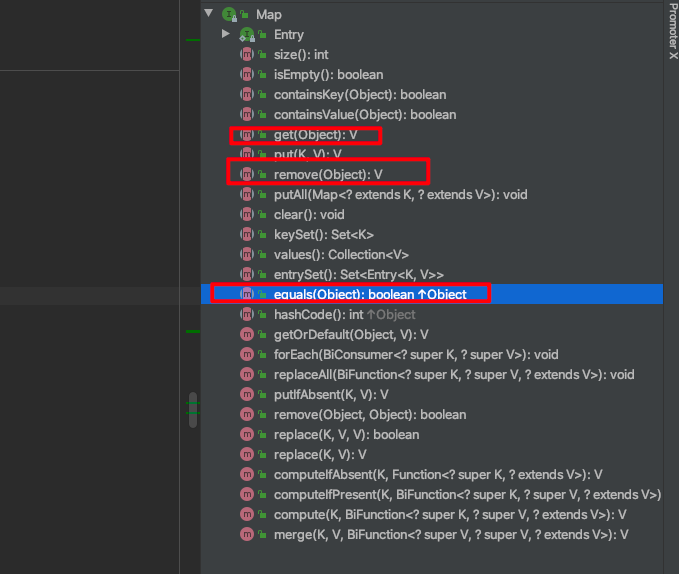 Map
Entry
size(): int
isEmpty(): boolean
containsKey(Object): boolean
containsValue(Object): boolean
get(Object): V
put(K, V): V
remove(Object): V
putAll(Map<? extends K, ? extends V>): void
clear(): void
keySet(): Set<K>
values(): Collection<V>
entrySet(): Set<Entry<K, V>>
equals(Object): boolean ↑Object
hashCode(): int ↑Object
getOrDefault(Object, V): V
forEach(BiConsumer<? super K, ? super V>): void
replaceAll(BiFunction<? super K, ? super V, ? extends V>): void
putIfAbsent(K, V): V
remove(Object, Object): boolean
replace(K, V, V): boolean
replace(K, V): V
computeIfAbsent(K, Function<? super K, ? extends V>): V
computeIfPresent(K, BiFunction<? super K, ? super V, ? extends V>)
compute(K, BiFunction<? super K, ? super V, ? extends V>): V
merge(K, V, BiFunction<? super V, ? super V, ? extends V>): V
Promoter X